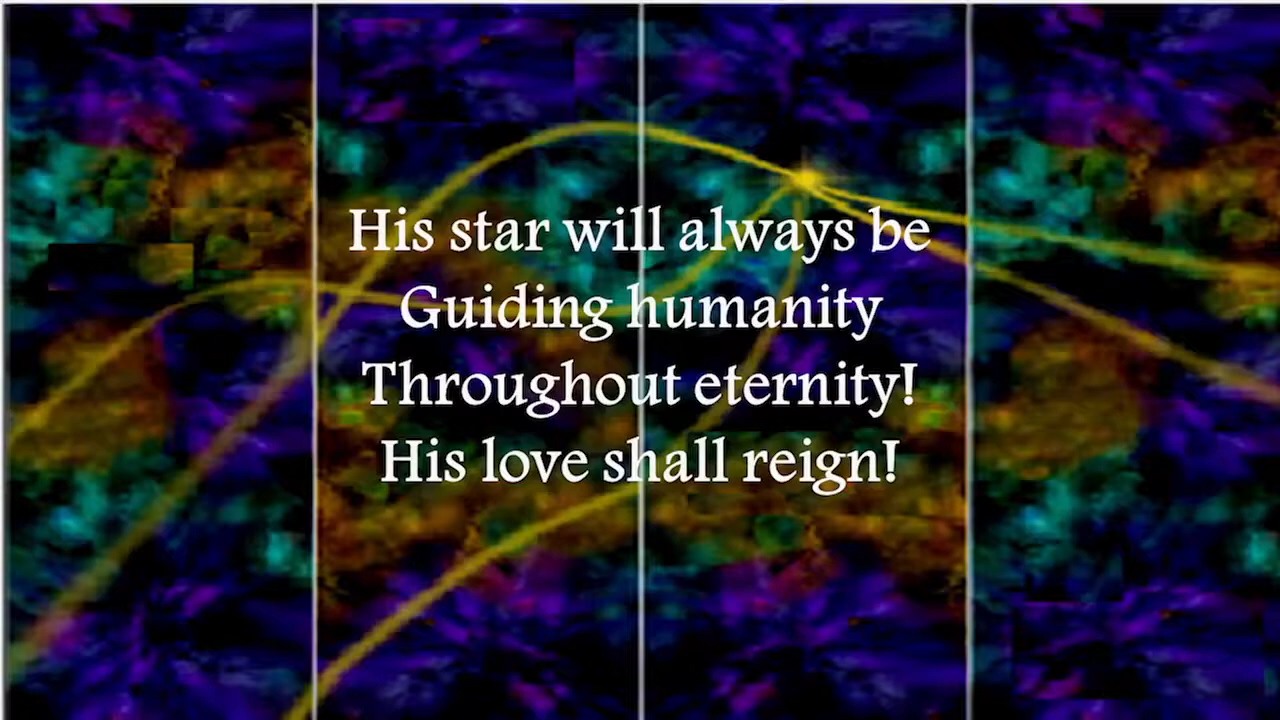 His star will always be
Guiding humanity
Throughout eternity!
His love shall reign!